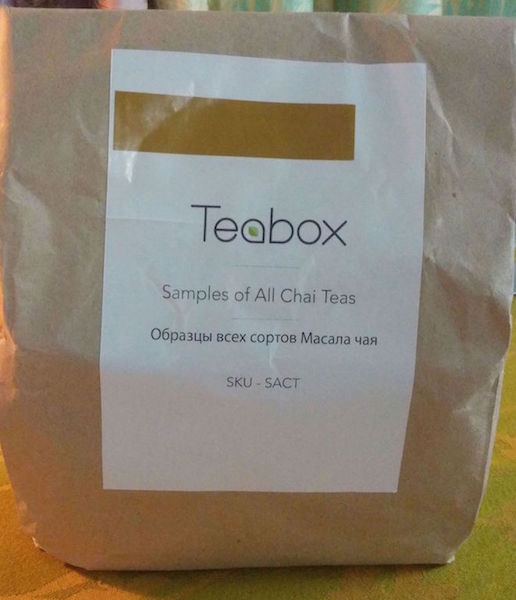 Teabox
Samples of All Chai Teas
Образцы всех сортов Масала чая
SKU - SACT